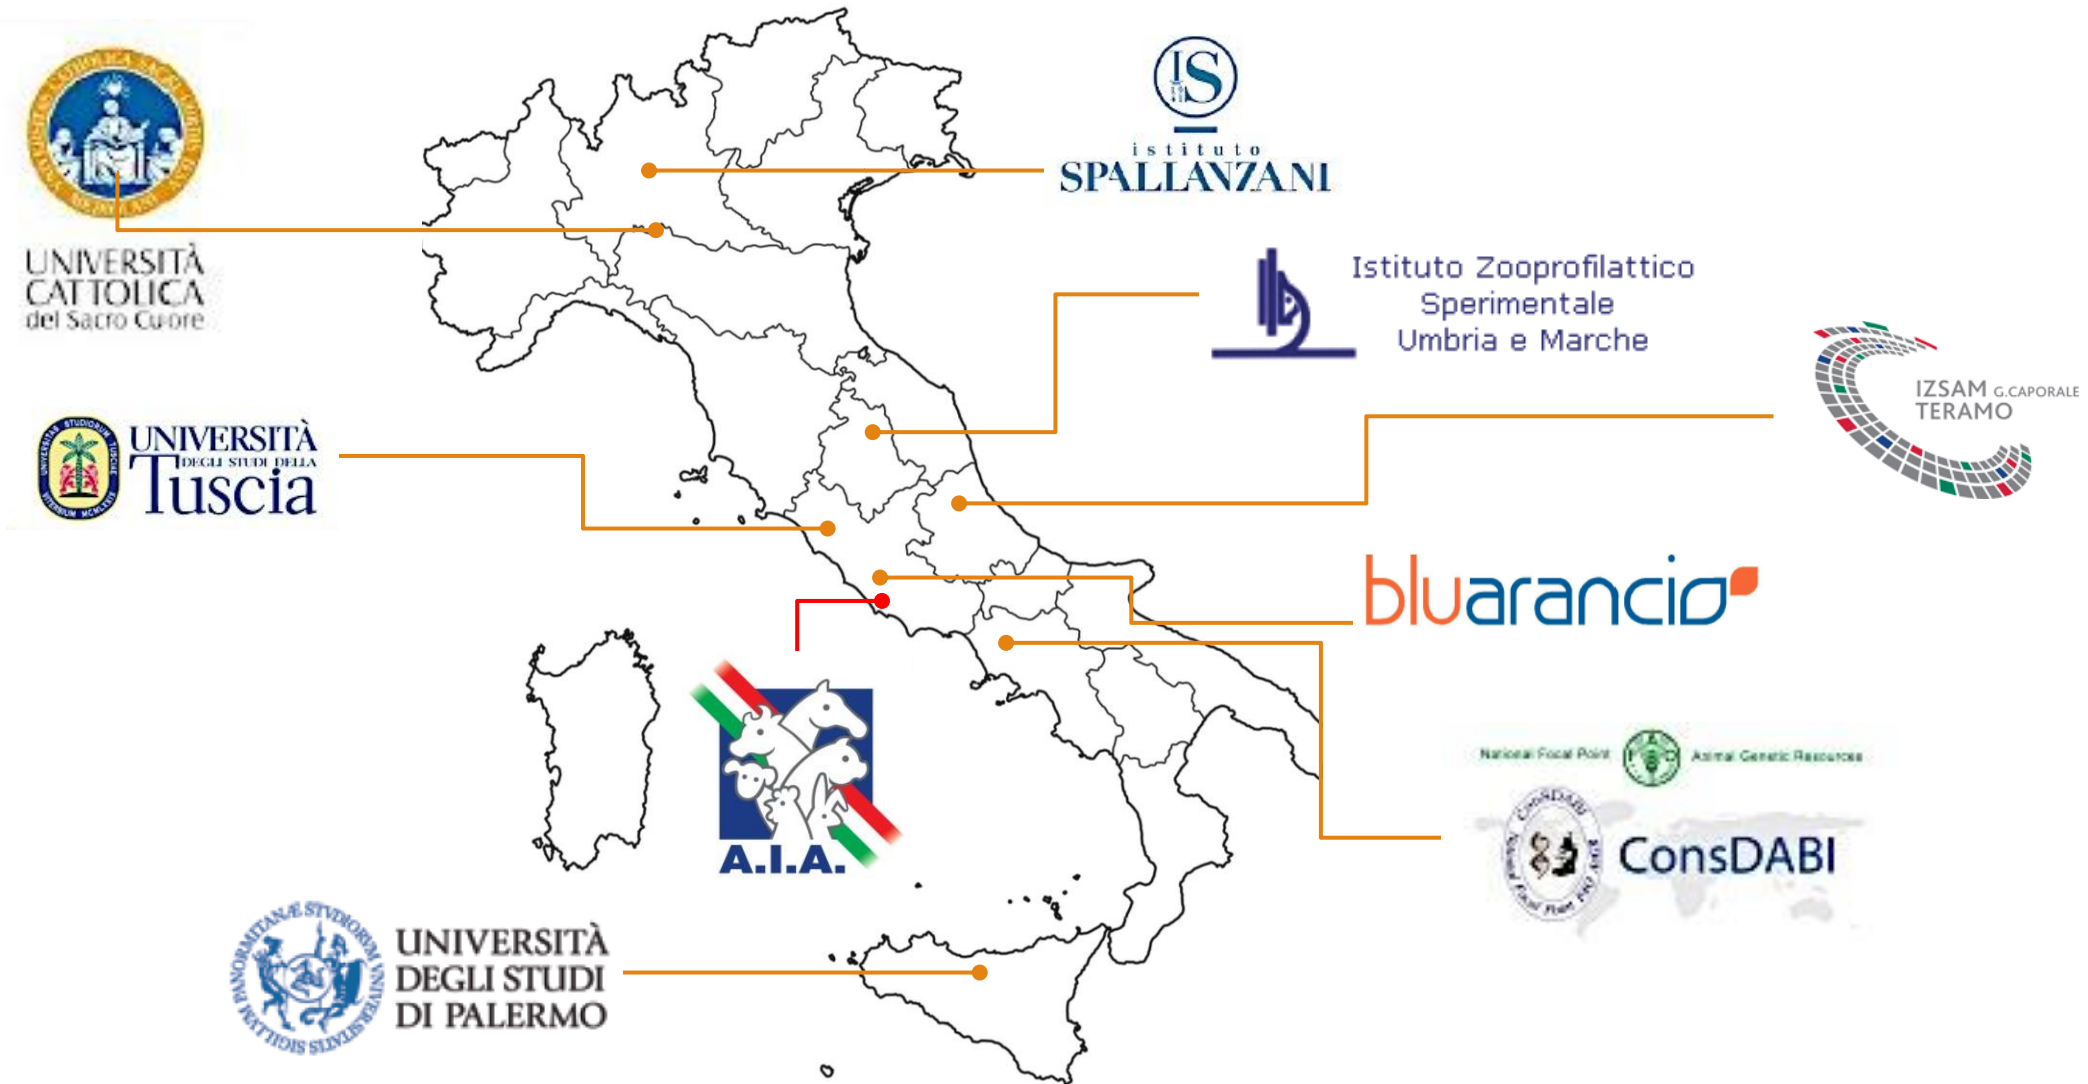 UNIVERSITÀ
CATTOLICA
del Sacro Cuore
IS
istituto
SPALLANZANI
Istituto Zooprofilattico
Sperimentale
Umbria e Marche
IZSAM G.CAPORALE
TERAMO
UNIVERSITÀ
DEGLI STUDI DELLA
Tuscia
bluarancio
A.I.A.
National Focal Point
Animal Genetic Resources
ConsDABI
UNIVERSITÀ
DEGLI STUDI
DI PALERMO